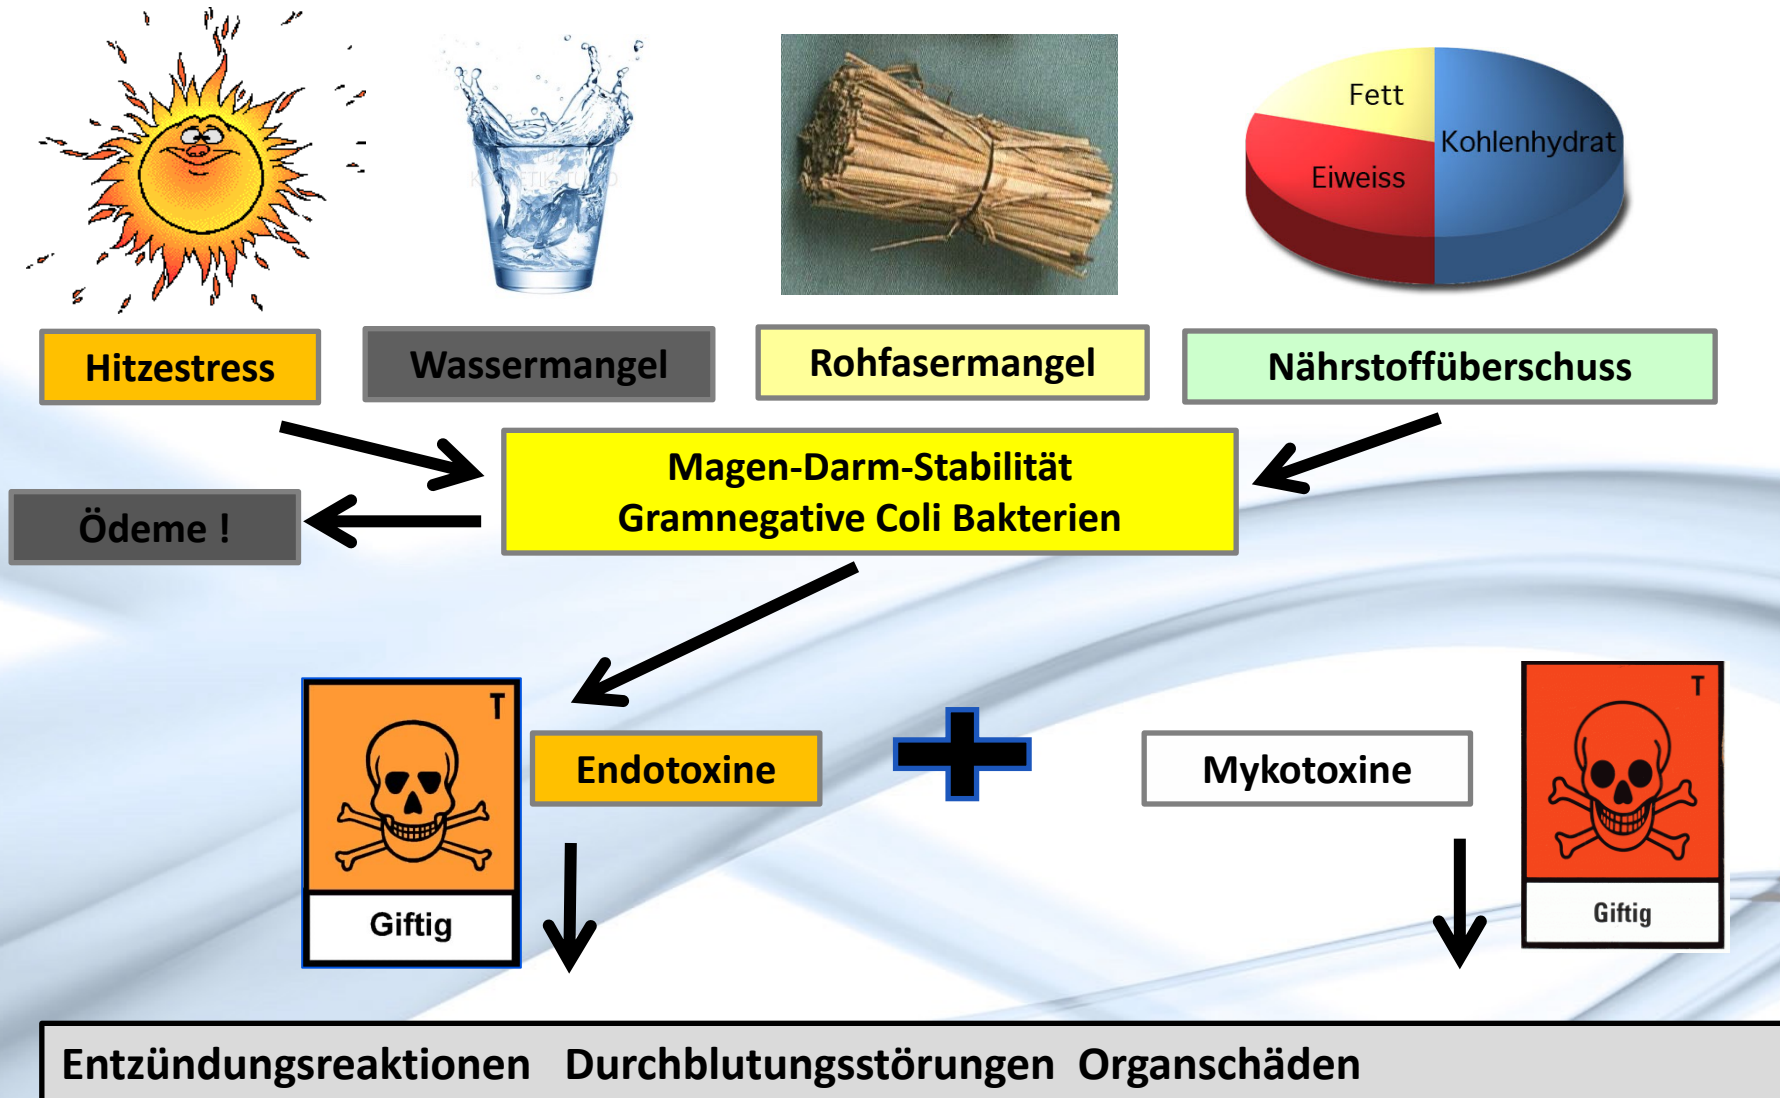 Fett
Kohlenhydrat
Eiweiss
Hitzestress
Wassermangel
Rohfasermangel
Nährstoffüberschuss
Magen-Darm-Stabilität
Gramnegative Coli Bakterien
Ödeme !
T
Giftig
Endotoxine
Mykotoxine
T
Giftig
Entzündungsreaktionen Durchblutungsstörungen Organschäden